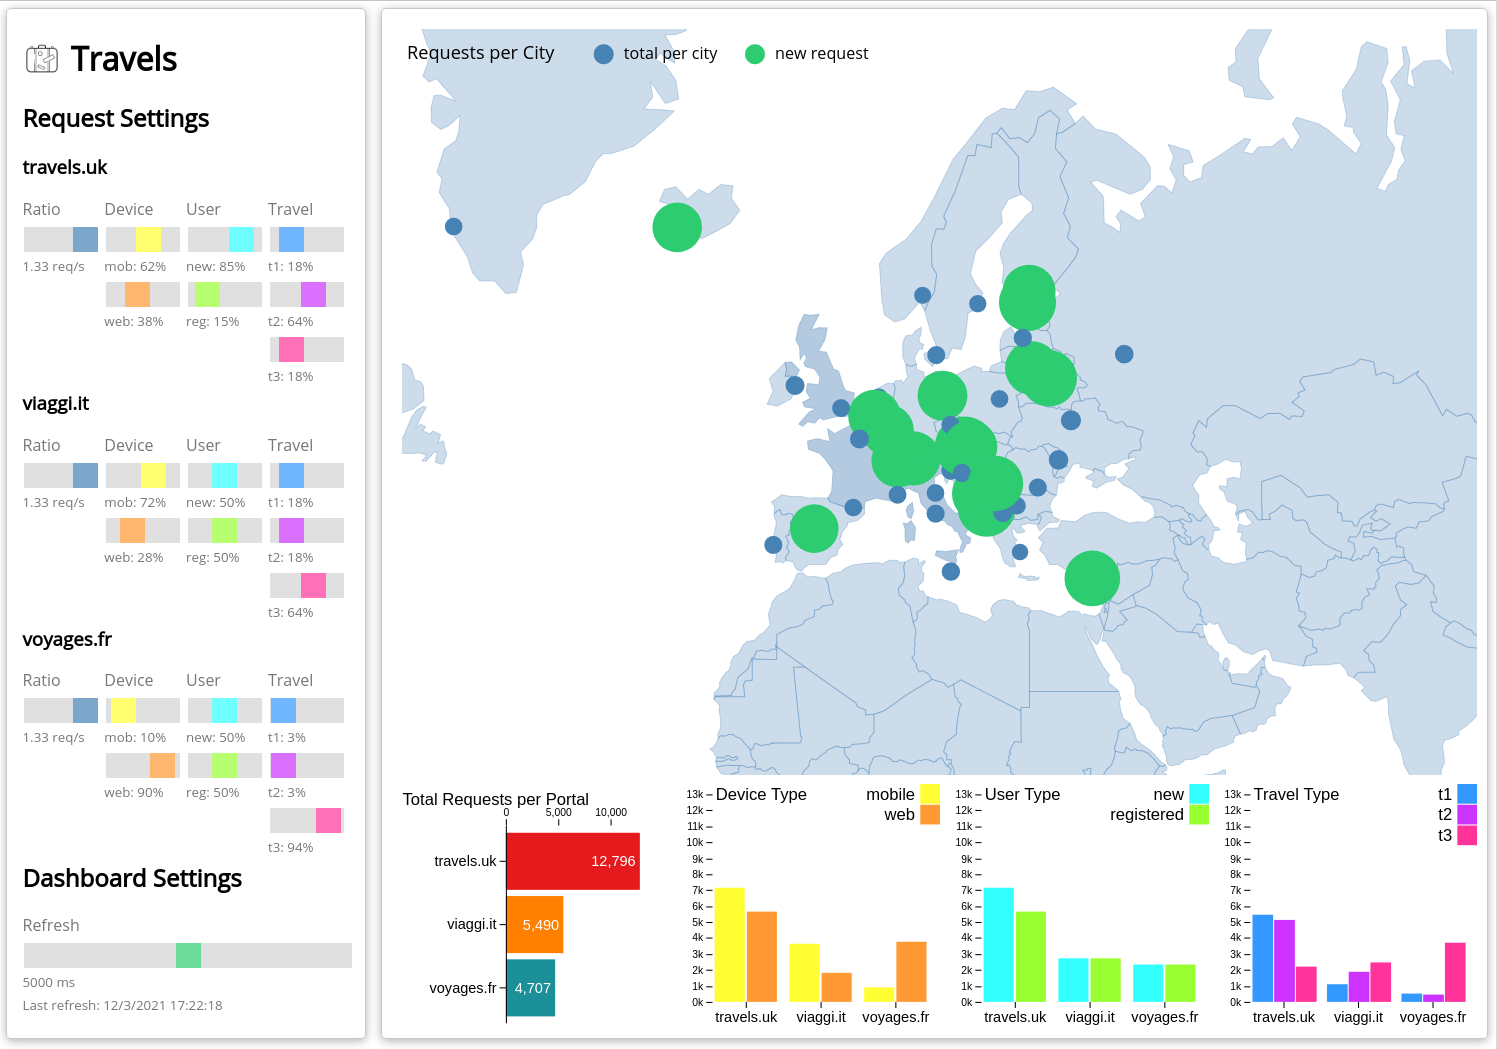 Travels
Request Settings
travels.uk
Ratio Device User Travel
1.33 req/s mob: 62% new: 85% t1: 18%
web: 38% reg: 15% t2: 64%
t3: 18%
viaggi.it
Ratio Device User Travel
1.33 req/s mob: 72% new: 50% t1: 18%
web: 28% reg: 50% t2: 18%
t3: 64%
voyages.fr
Ratio Device User Travel
1.33 req/s mob: 10% new: 50% t1: 3%
web: 90% reg: 50% t2: 3%
t3: 94%
Dashboard Settings
Refresh
5000 ms
Last refresh: 12/3/2021 17:22:18
Requests per City total per city new request
Total Requests per Portal
0 5,000 10,000
travels.uk 12,796
viaggi.it 5,490
voyages.fr 4,707
Device Type
mobile
web
13k
12k
11k
10k
9k
8k
7k
6k
5k
4k
3k
2k
1k
0k
travels.uk viaggi.it voyages.fr
User Type
new
registered
13k
12k
11k
10k
9k
8k
7k
6k
5k
4k
3k
2k
1k
0k
travels.uk viaggi.it voyages.fr
Travel Type
t1
t2
t3
13k
12k
11k
10k
9k
8k
7k
6k
5k
4k
3k
2k
1k
0k
travels.uk viaggi.it voyages.fr